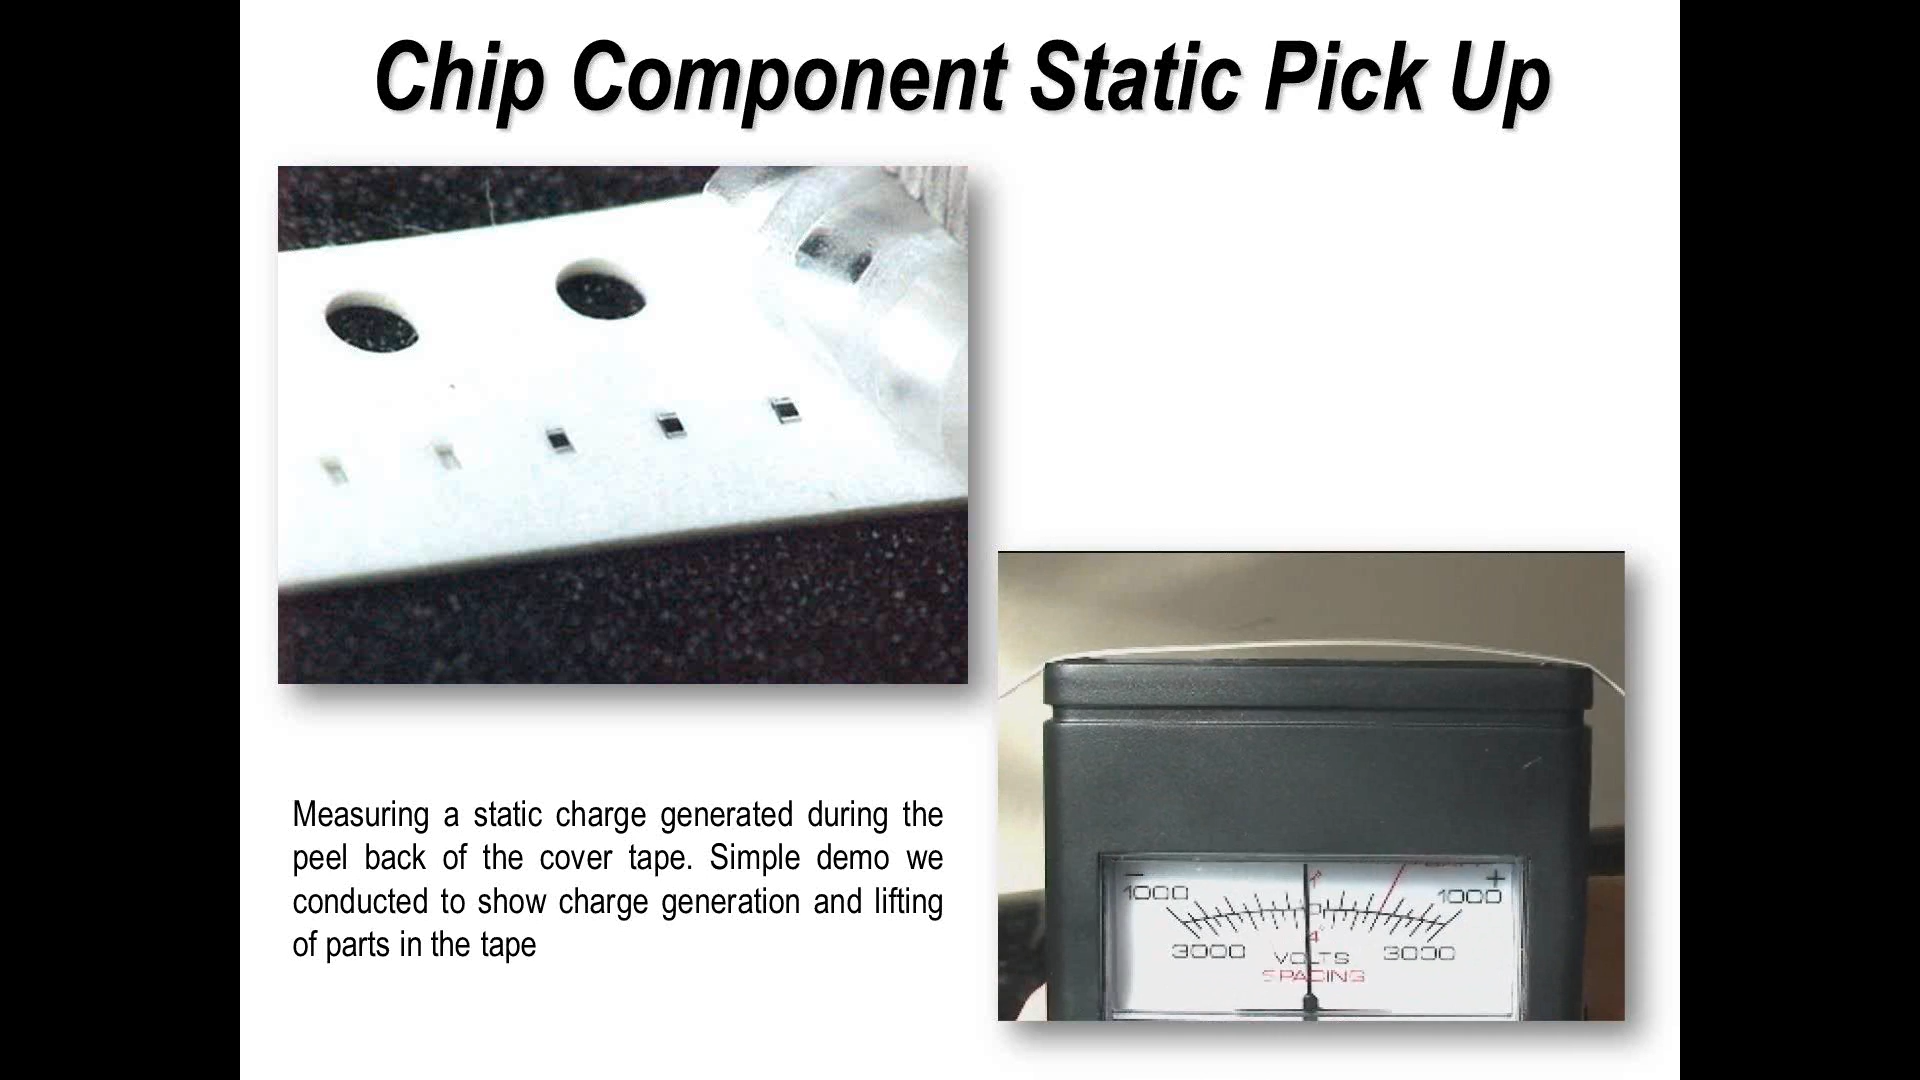 Chip Component Static Pick Up
Measuring a static charge generated during the
peel back of the cover tape. Simple demo we
conducted to show charge generation and lifting
of parts in the tape
− +
1000 1000
3000 3000
VOLTS
SPACING